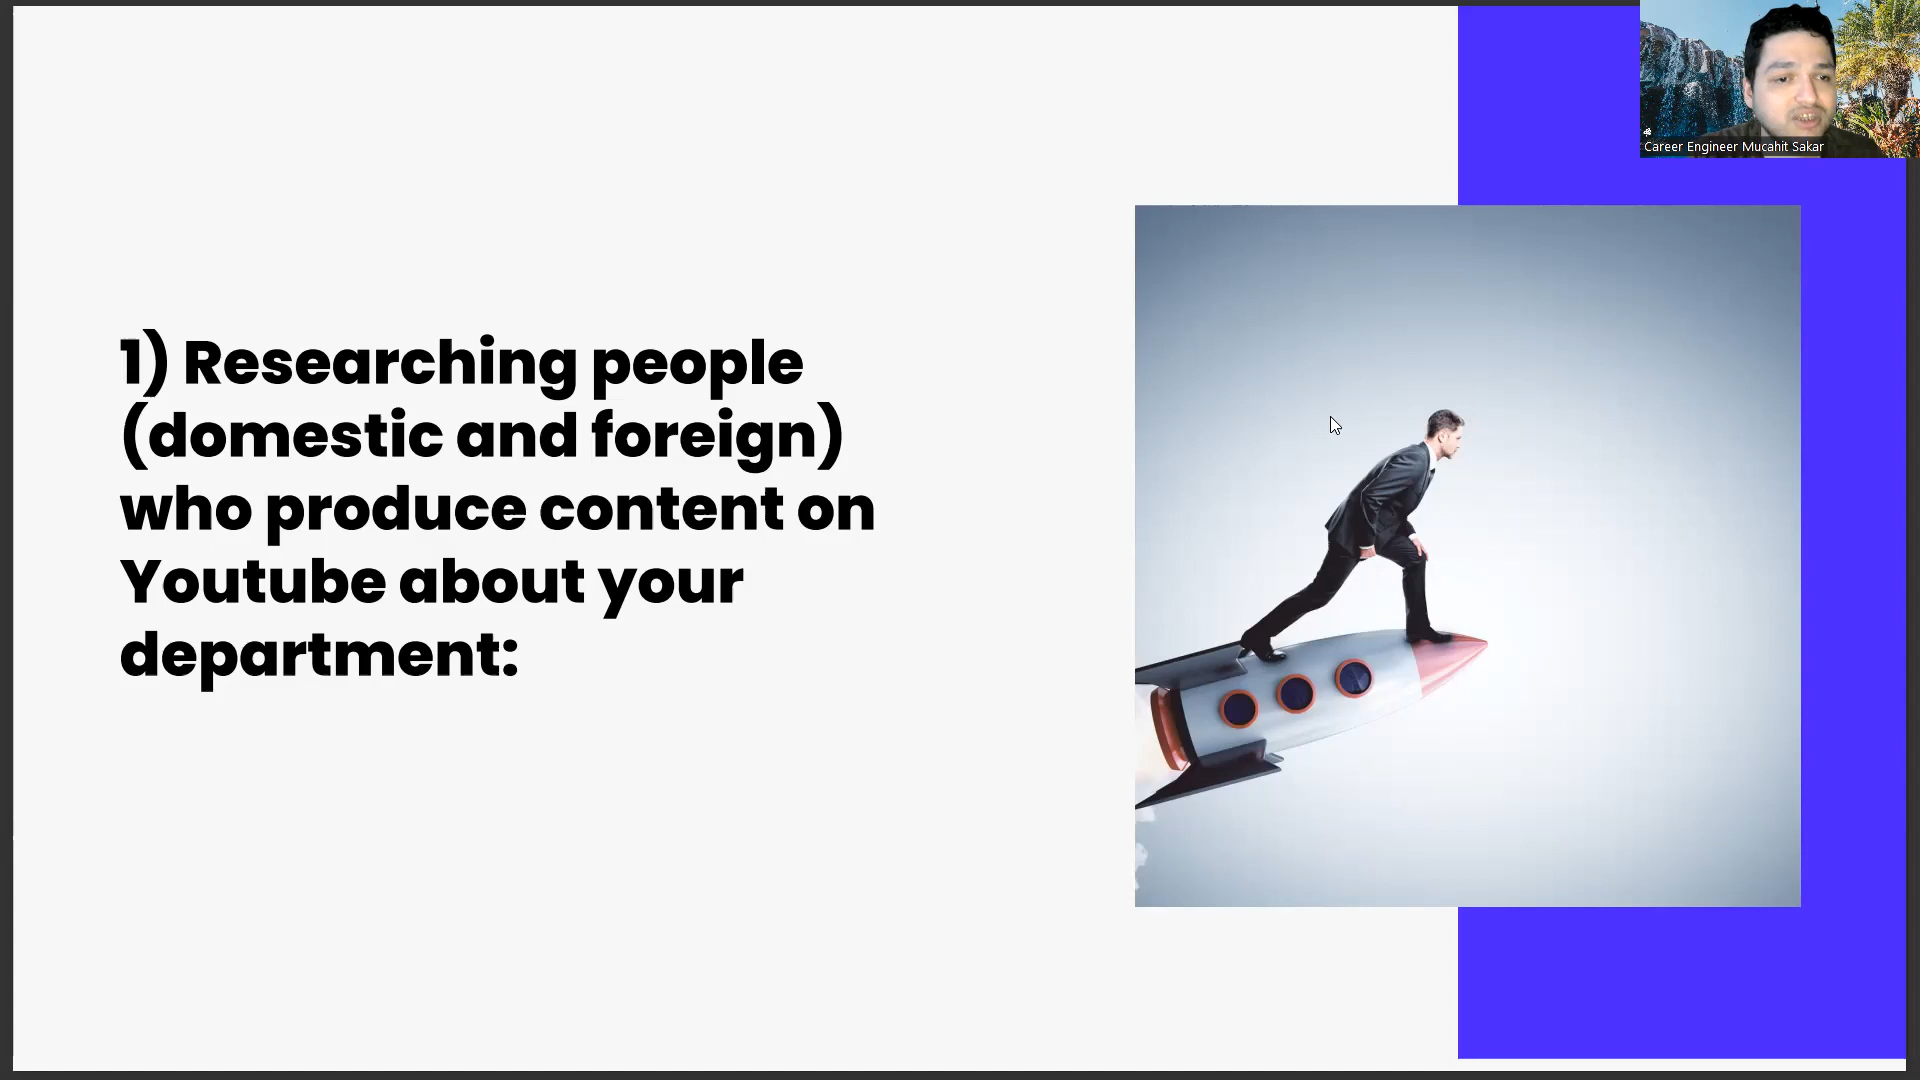 Career Engineer Mucahit Sakar
1) Researching people
(domestic and foreign)
who produce content on
Youtube about your
department: